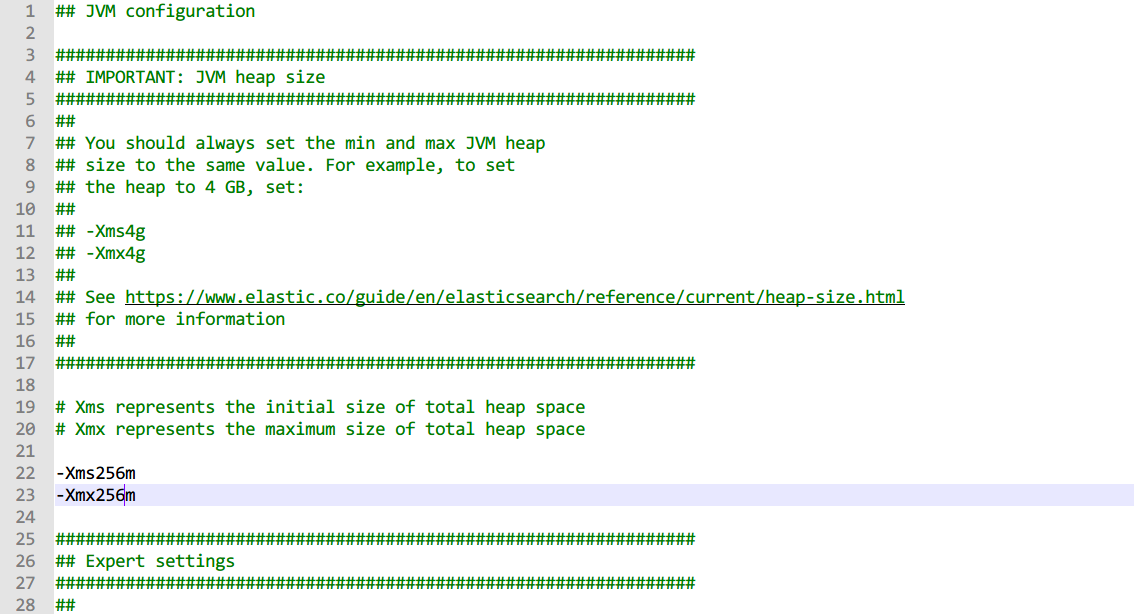 1 ## JVM configuration
2
3 ################################################################
4 ## IMPORTANT: JVM heap size
5 ################################################################
6 ##
7 ## You should always set the min and max JVM heap
8 ## size to the same value. For example, to set
9 ## the heap to 4 GB, set:
10 ##
11 ## -Xms4g
12 ## -Xmx4g
13 ##
14 ## See https://www.elastic.co/guide/en/elasticsearch/reference/current/heap-size.html
15 ## for more information
16 ##
17 ################################################################
18
19 # Xms represents the initial size of total heap space
20 # Xmx represents the maximum size of total heap space
21
22 -Xms256m
23 -Xmx256m
24
25 ################################################################
26 ## Expert settings
27 ################################################################
28 ##